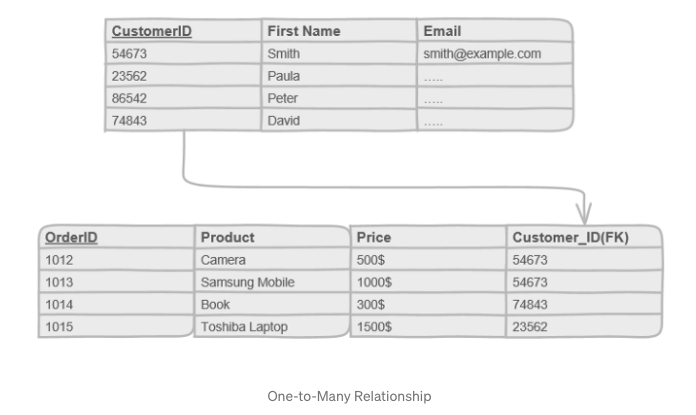 CustomerID First Name Email
54673 Smith smith@example.com
23562 Paula .....
86542 Peter .....
74843 David .....
OrderID Product Price Customer_ID(FK)
1012 Camera 500$ 54673
1013 Samsung Mobile 1000$ 54673
1014 Book 300$ 74843
1015 Toshiba Laptop 1500$ 23562
One-to-Many Relationship